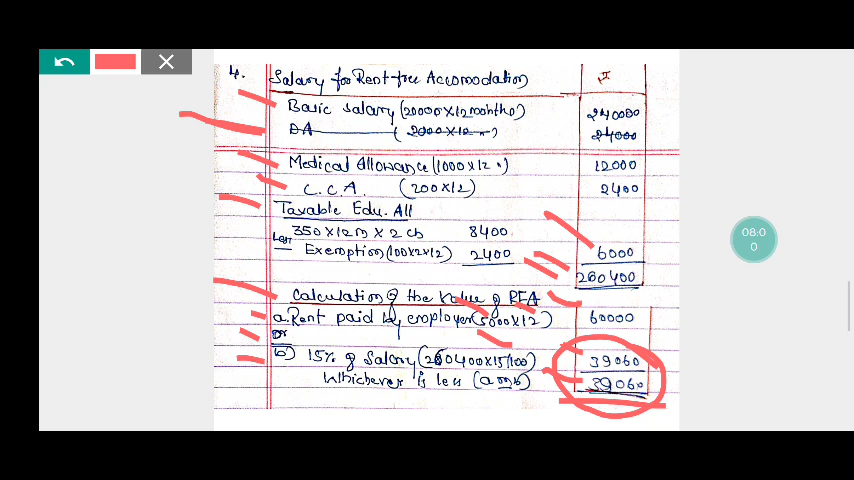 4. Salary for Rent-free Accomodation II
Basic Salary (20000 x 12 months) 240000
DA (2000 x 12 m) 24000
Medical Allowance (1000 x 12) 12000
C.C.A. (200 x 12) 2400
Taxable Edu. All
350 x 12 m x 2 ch 8400
Less Exemption (100 x 2 x 12) 2400 6000
260400
Calculation of the value of RFA
a. Rent paid by employer (5000 x 12) 60000
or
b) 15% of Salary (260400 x 15/100) 39060
Whichever is less (a or b) 39060
08:0
0